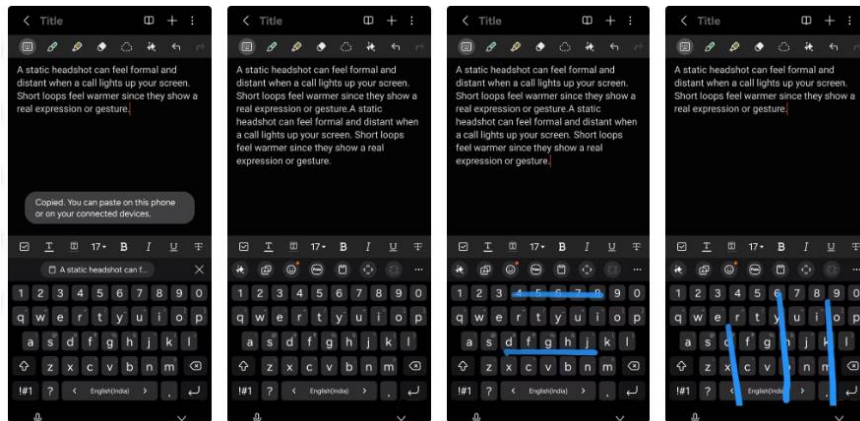 Title
A static headshot can feel formal and
distant when a call lights up your screen.
Short loops feel warmer since they show a
real expression or gesture.
Copied. You can paste on this phone
or on your connected devices.
17
B I U
A static headshot can f...
1 2 3 4 5 6 7 8 9 0
q w e r t y u i o p
a s d f g h j k l
z x c v b n m
!#1 ? < English(India) > .
Title
A static headshot can feel formal and
distant when a call lights up your screen.
Short loops feel warmer since they show a
real expression or gesture.A static
headshot can feel formal and distant when
a call lights up your screen. Short loops
feel warmer since they show a real
expression or gesture.
17
B I U
1 2 3 4 5 6 7 8 9 0
q w e r t y u i o p
a s d f g h j k l
z x c v b n m
!#1 ? < English(India) > .
Title
A static headshot can feel formal and
distant when a call lights up your screen.
Short loops feel warmer since they show a
real expression or gesture.A static
headshot can feel formal and distant when
a call lights up your screen. Short loops
feel warmer since they show a real
expression or gesture.
17
B I U
1 2 3 4 5 6 7 8 9 0
q w e r t y u i o p
a s d f g h j k l
z x c v b n m
!#1 ? < English(India) > .
Title
A static headshot can feel formal and
distant when a call lights up your screen.
Short loops feel warmer since they show a
real expression or gesture.
17
B I U
1 2 3 4 5 6 7 8 9 0
q w e r t y u i o p
a s d f g h j k l
z x c v b n m
!#1 ? < >